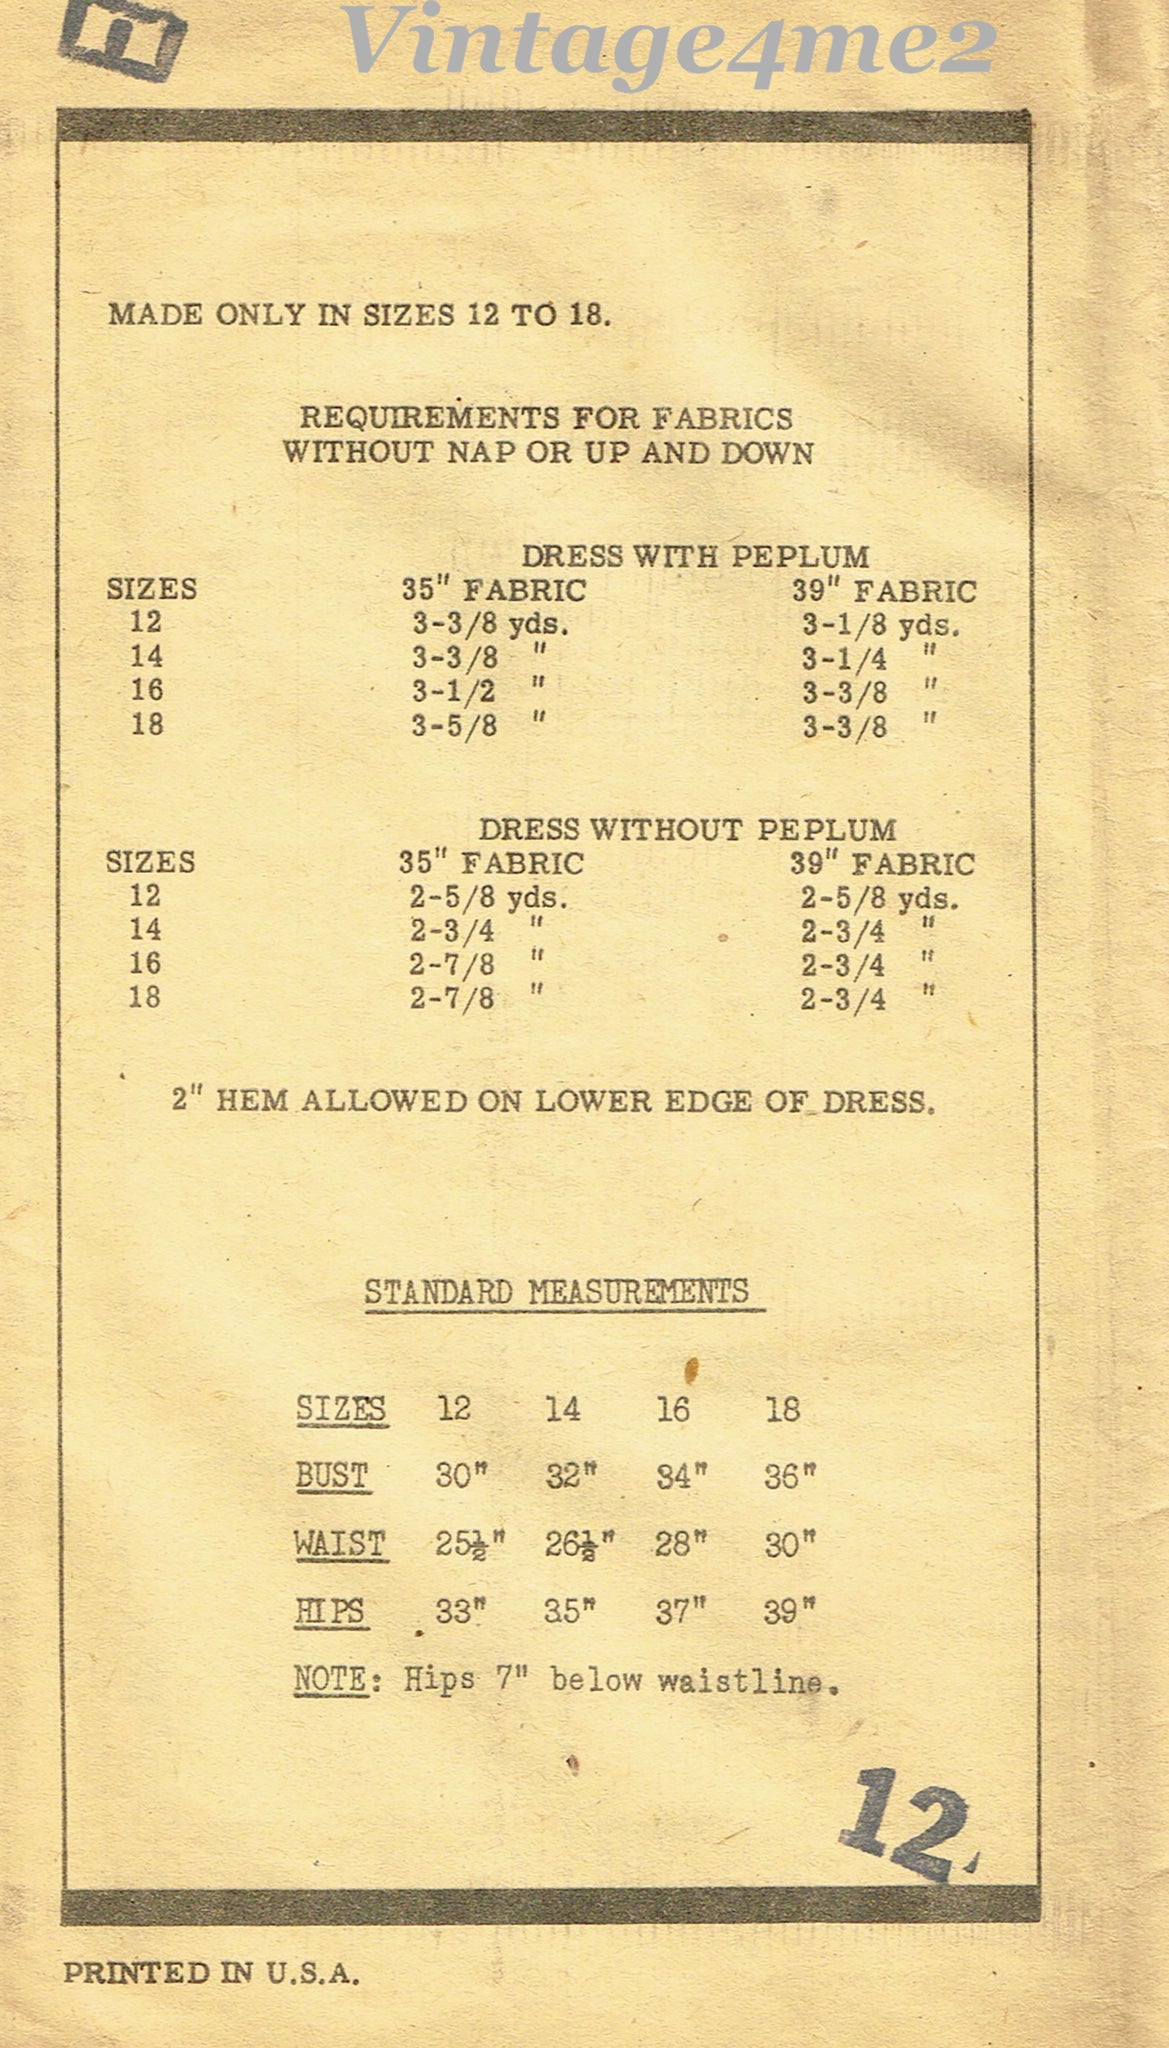 Vintage4me2
MADE ONLY IN SIZES 12 TO 18.
REQUIREMENTS FOR FABRICS
WITHOUT NAP OR UP AND DOWN
DRESS WITH PEPLUM
SIZES 35" FABRIC 39" FABRIC
12 3-3/8 yds. 3-1/8 yds.
14 3-3/8 " 3-1/4 "
16 3-1/2 " 3-3/8 "
18 3-5/8 " 3-3/8 "
DRESS WITHOUT PEPLUM
SIZES 35" FABRIC 39" FABRIC
12 2-5/8 yds. 2-5/8 yds.
14 2-3/4 " 2-3/4 "
16 2-7/8 " 2-3/4 "
18 2-7/8 " 2-3/4 "
2" HEM ALLOWED ON LOWER EDGE OF DRESS.
STANDARD MEASUREMENTS
SIZES 12 14 16 18
BUST 30" 32" 34" 36"
WAIST 25½" 26½" 28" 30"
HIPS 33" 35" 37" 39"
NOTE: Hips 7" below waistline.
12
PRINTED IN U.S.A.